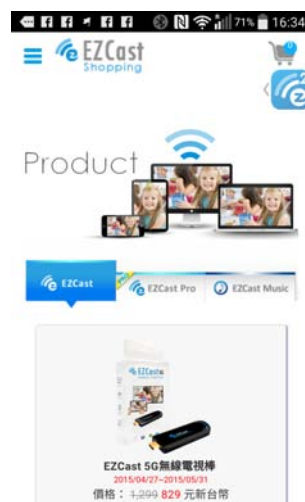 71% 16:34
EZCast
Shopping
0
Product
EZCast
EZCast Pro
EZCast Music
EZCast 5G無線電視棒
2015/04/27~2015/05/31
價格： 1,299 829 元新台幣